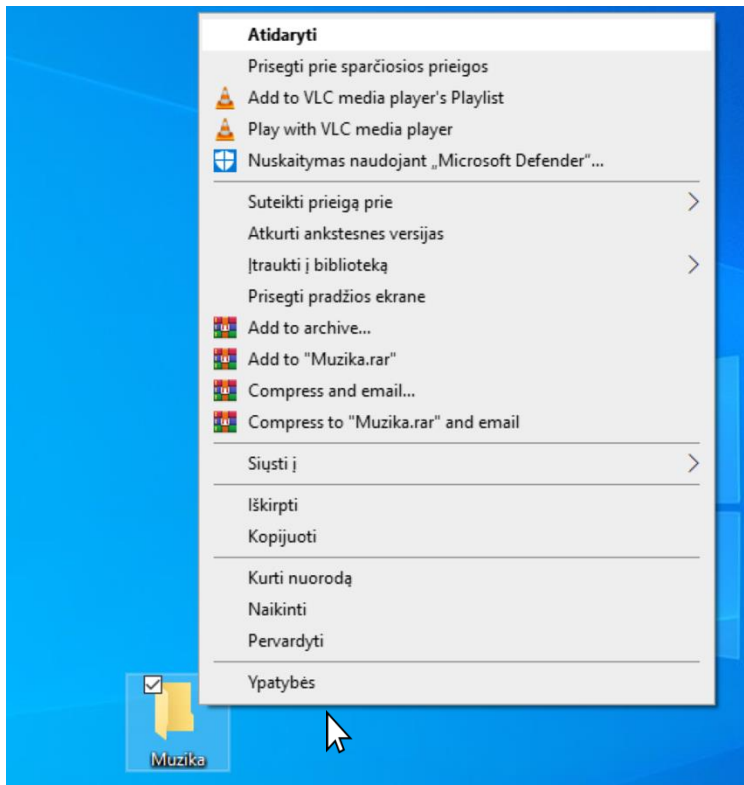 Atidaryti
Prisegti prie sparčiosios prieigos
Add to VLC media player's Playlist
Play with VLC media player
Nuskaitymas naudojant „Microsoft Defender“...
Suteikti prieigą prie
Atkurti ankstesnes versijas
Įtraukti į biblioteką
Prisegti pradžios ekrane
Add to archive...
Add to "Muzika.rar"
Compress and email...
Compress to "Muzika.rar" and email
Siųsti į
Iškirpti
Kopijuoti
Kurti nuorodą
Naikinti
Pervardyti
Ypatybės
Muzika